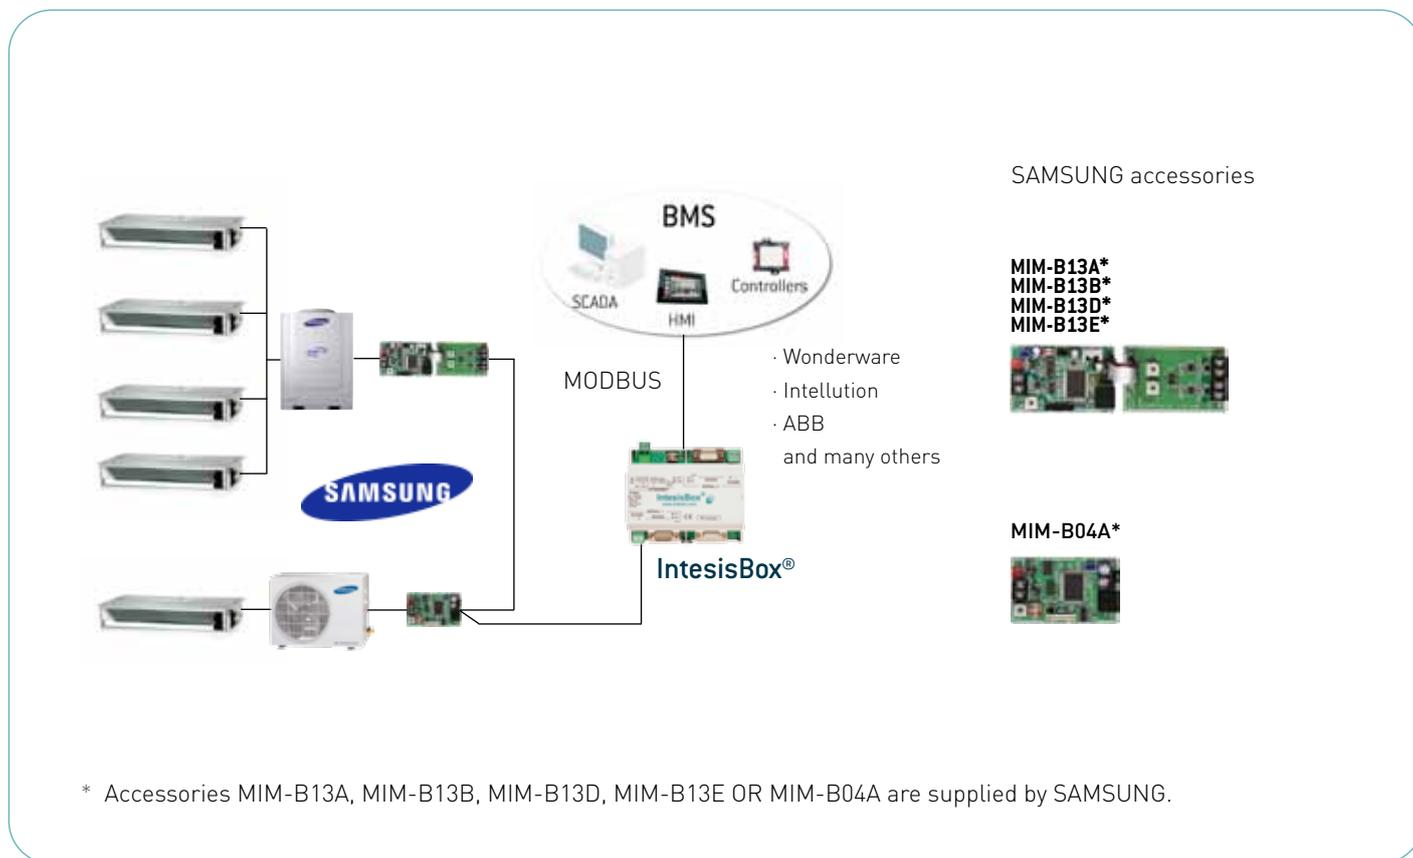 SAMSUNG accessories
BMS
SCADA
HMI
Controllers
MIM-B13A*
MIM-B13B*
MIM-B13D*
MIM-B13E*
MODBUS
· Wonderware
· Intellution
· ABB
and many others
SAMSUNG
IntesisBox®
IntesisBox®
MIM-B04A*
* Accessories MIM-B13A, MIM-B13B, MIM-B13D, MIM-B13E OR MIM-B04A are supplied by SAMSUNG.